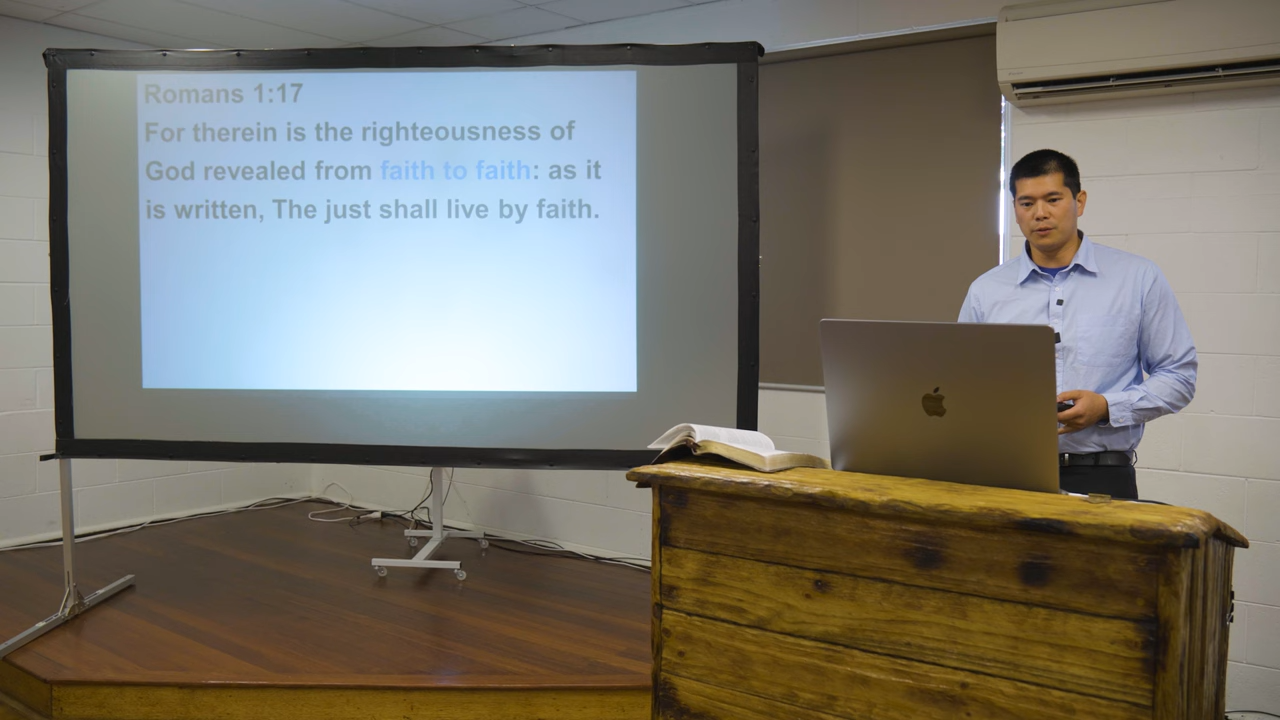 Romans 1:17
For therein is the righteousness of
God revealed from faith to faith: as it
is written, The just shall live by faith.